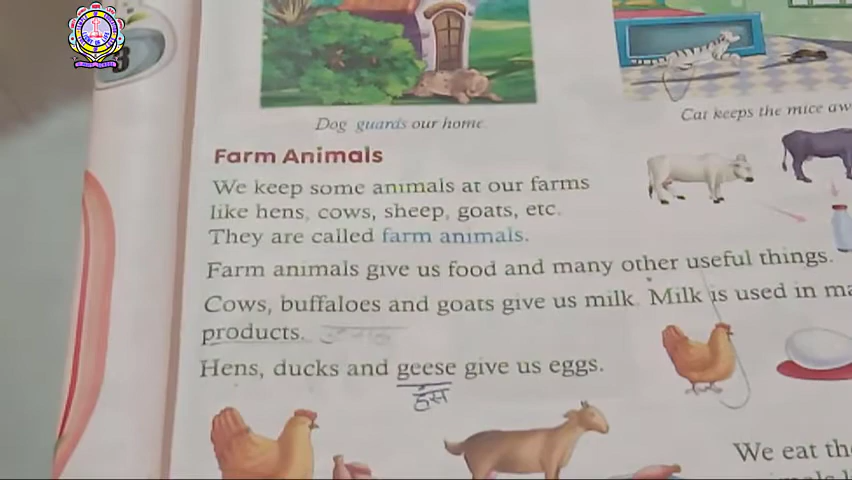 Dog guards our home
Cat keeps the mice
Farm Animals
We keep some animals at our farms
like hens, cows, sheep, goats, etc.
They are called farm animals.
Farm animals give us food and many other useful things.
Cows, buffaloes and goats give us milk. Milk is used in
products.
Hens, ducks and geese give us eggs.
हंस
We eat